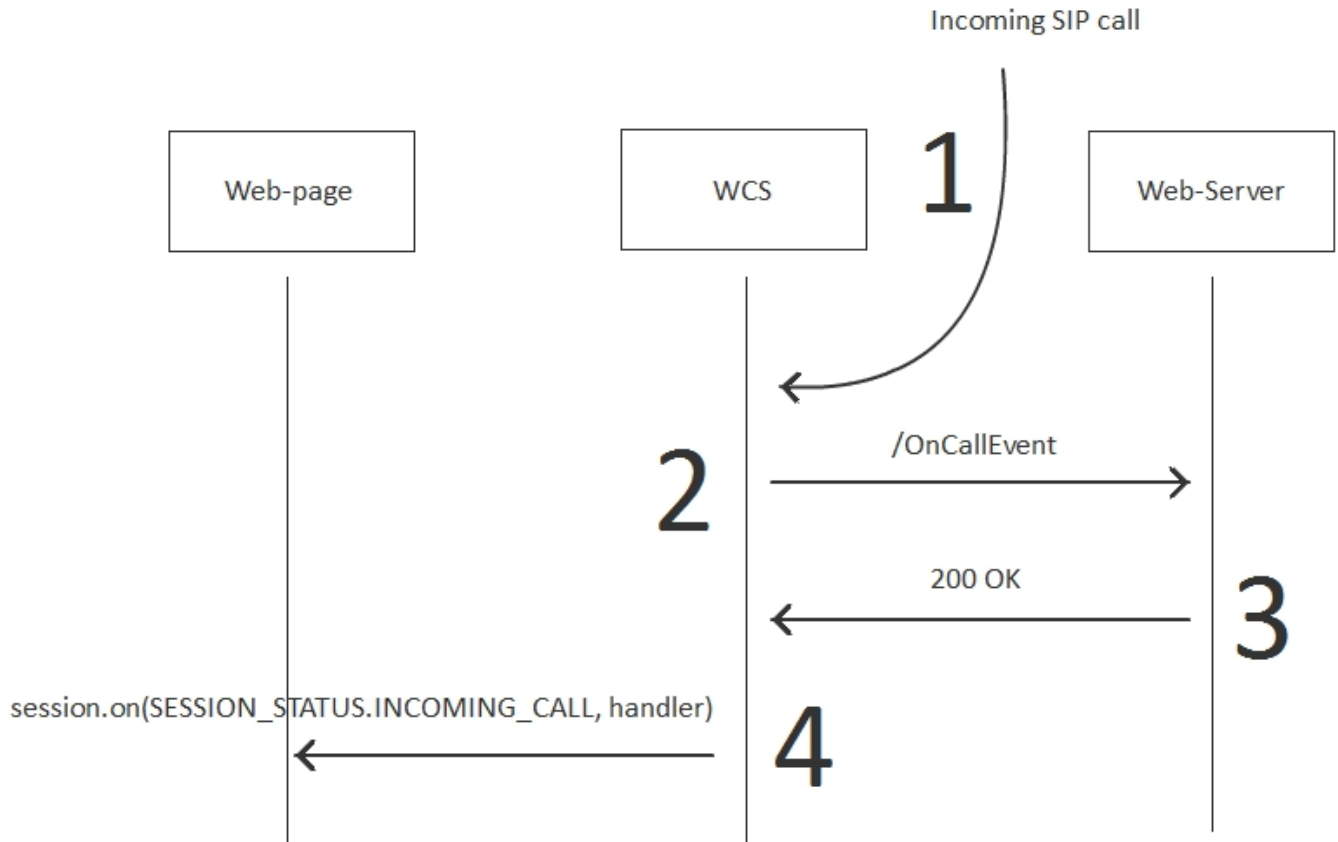 Incoming SIP call
1
Web-page
WCS
Web-Server
/OnCallEvent
2
200 OK
3
session.on(SESSION_STATUS.INCOMING_CALL, handler)
4